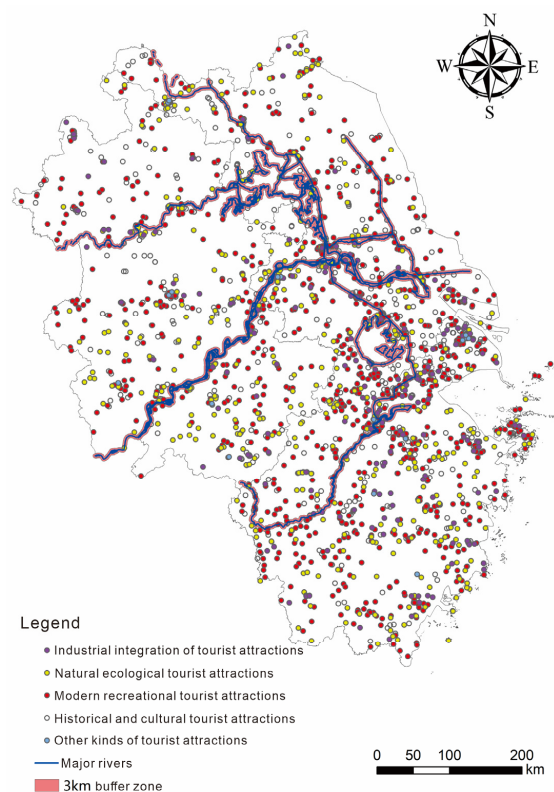 N
W E
S
Legend
Industrial integration of tourist attractions
Natural ecological tourist attractions
Modern recreational tourist attractions
Historical and cultural tourist attractions
Other kinds of tourist attractions
Major rivers
3km buffer zone
0 50 100 200
km